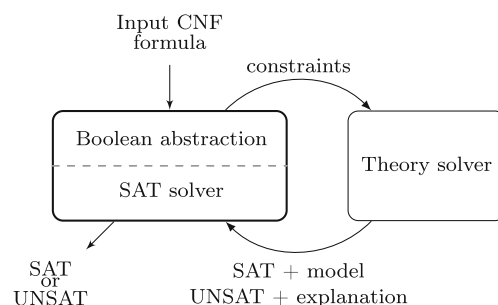 Input CNF
formula
constraints
Boolean abstraction
SAT solver
Theory solver
SAT
or
UNSAT
SAT + model
UNSAT + explanation